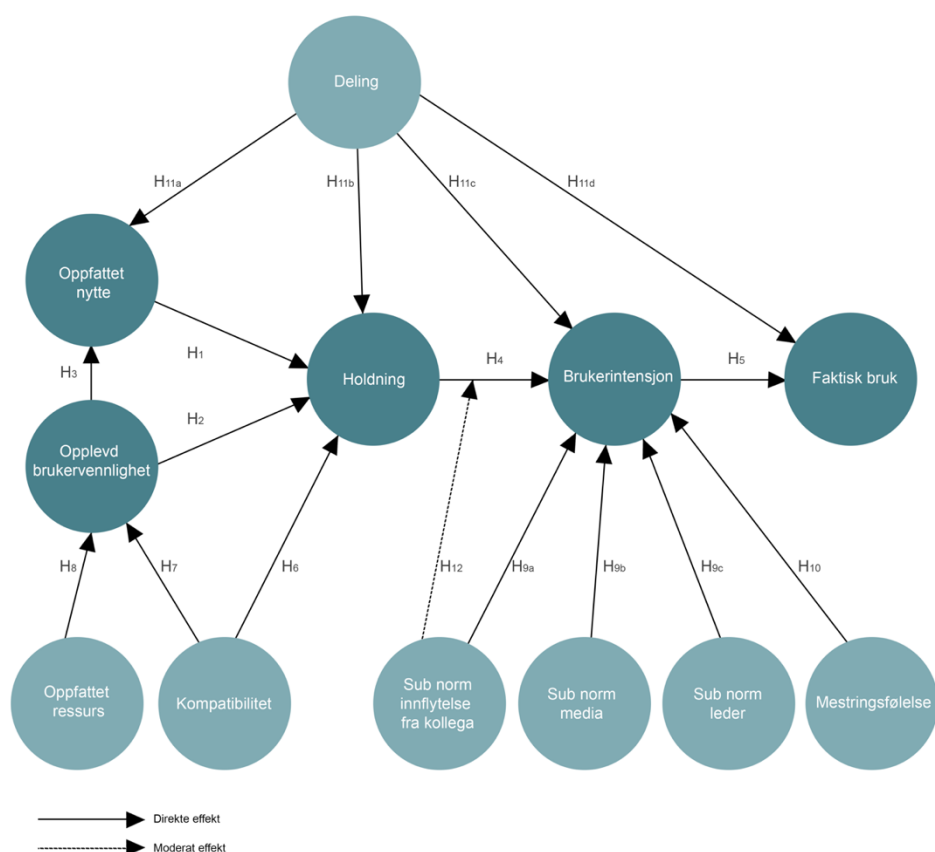 Deling
H11a
H11b
H11c
H11d
Oppfattet
nytte
H1
H3
Holdning
H4
Brukerintensjon
H5
Faktisk bruk
H2
Opplevd
brukervennlighet
H8
H7
H6
H12
H9a
H9b
H9c
H10
Oppfattet
ressurs
Kompatibilitet
Sub norm
innflytelse
fra kollega
Sub norm
media
Sub norm
leder
Mestringsfølelse
Direkte effekt
Moderat effekt